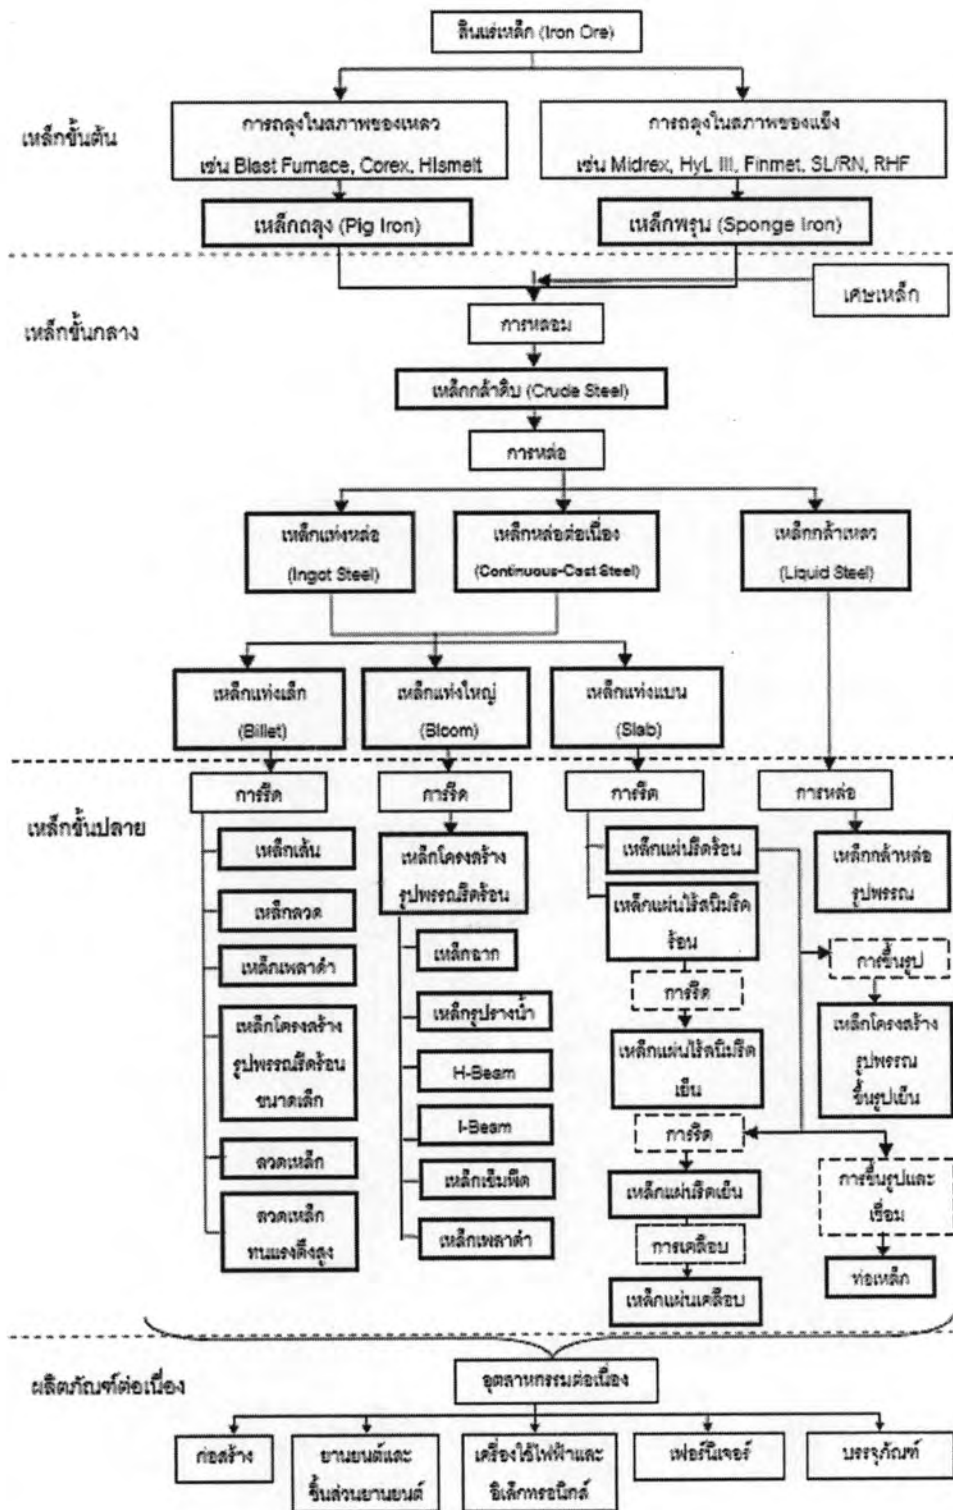 สินแร่เหล็ก (Iron Ore)
เหล็กขั้นต้น
การถลุงในสภาพของเหลว
เช่น Blast Furnace, Corex, HIsmelt
การถลุงในสภาพของแข็ง
เช่น Midrex, HyL III, Finmet, SL/RN, RHF
เหล็กถลุง (Pig Iron)
เหล็กพรุน (Sponge Iron)
เหล็กขั้นกลาง
เศษเหล็ก
การหลอม
เหล็กกล้าดิบ (Crude Steel)
การหล่อ
เหล็กแท่งหล่อ
(Ingot Steel)
เหล็กหล่อต่อเนื่อง
(Continuous-Cast Steel)
เหล็กกล้าเหลว
(Liquid Steel)
เหล็กแท่งเล็ก
(Billet)
เหล็กแท่งใหญ่
(Bloom)
เหล็กแท่งแบน
(Slab)
เหล็กขั้นปลาย
การรีด
เหล็กเส้น
เหล็กลวด
เหล็กเพลาดำ
เหล็กโครงสร้าง
รูปพรรณรีดร้อน
ขนาดเล็ก
ลวดเหล็ก
ลวดเหล็ก
ทนแรงดึงสูง
การรีด
เหล็กโครงสร้าง
รูปพรรณรีดร้อน
เหล็กฉาก
เหล็กรูปรางน้ำ
H-Beam
I-Beam
เหล็กเข็มพืด
เหล็กเพลาดำ
การรีด
เหล็กแผ่นรีดร้อน
เหล็กแผ่นไร้สนิมรีด
ร้อน
การรีด
เหล็กแผ่นไร้สนิมรีด
เย็น
การรีด
เหล็กแผ่นรีดเย็น
การเคลือบ
เหล็กแผ่นเคลือบ
การหล่อ
เหล็กกล้าหล่อ
รูปพรรณ
การขึ้นรูป
เหล็กโครงสร้าง
รูปพรรณ
ขึ้นรูปเย็น
การขึ้นรูปและ
เชื่อม
ท่อเหล็ก
ผลิตภัณฑ์ต่อเนื่อง
อุตสาหกรรมต่อเนื่อง
ก่อสร้าง
ยานยนต์และ
ชิ้นส่วนยานยนต์
เครื่องใช้ไฟฟ้าและ
อิเล็กทรอนิกส์
เฟอร์นิเจอร์
บรรจุภัณฑ์